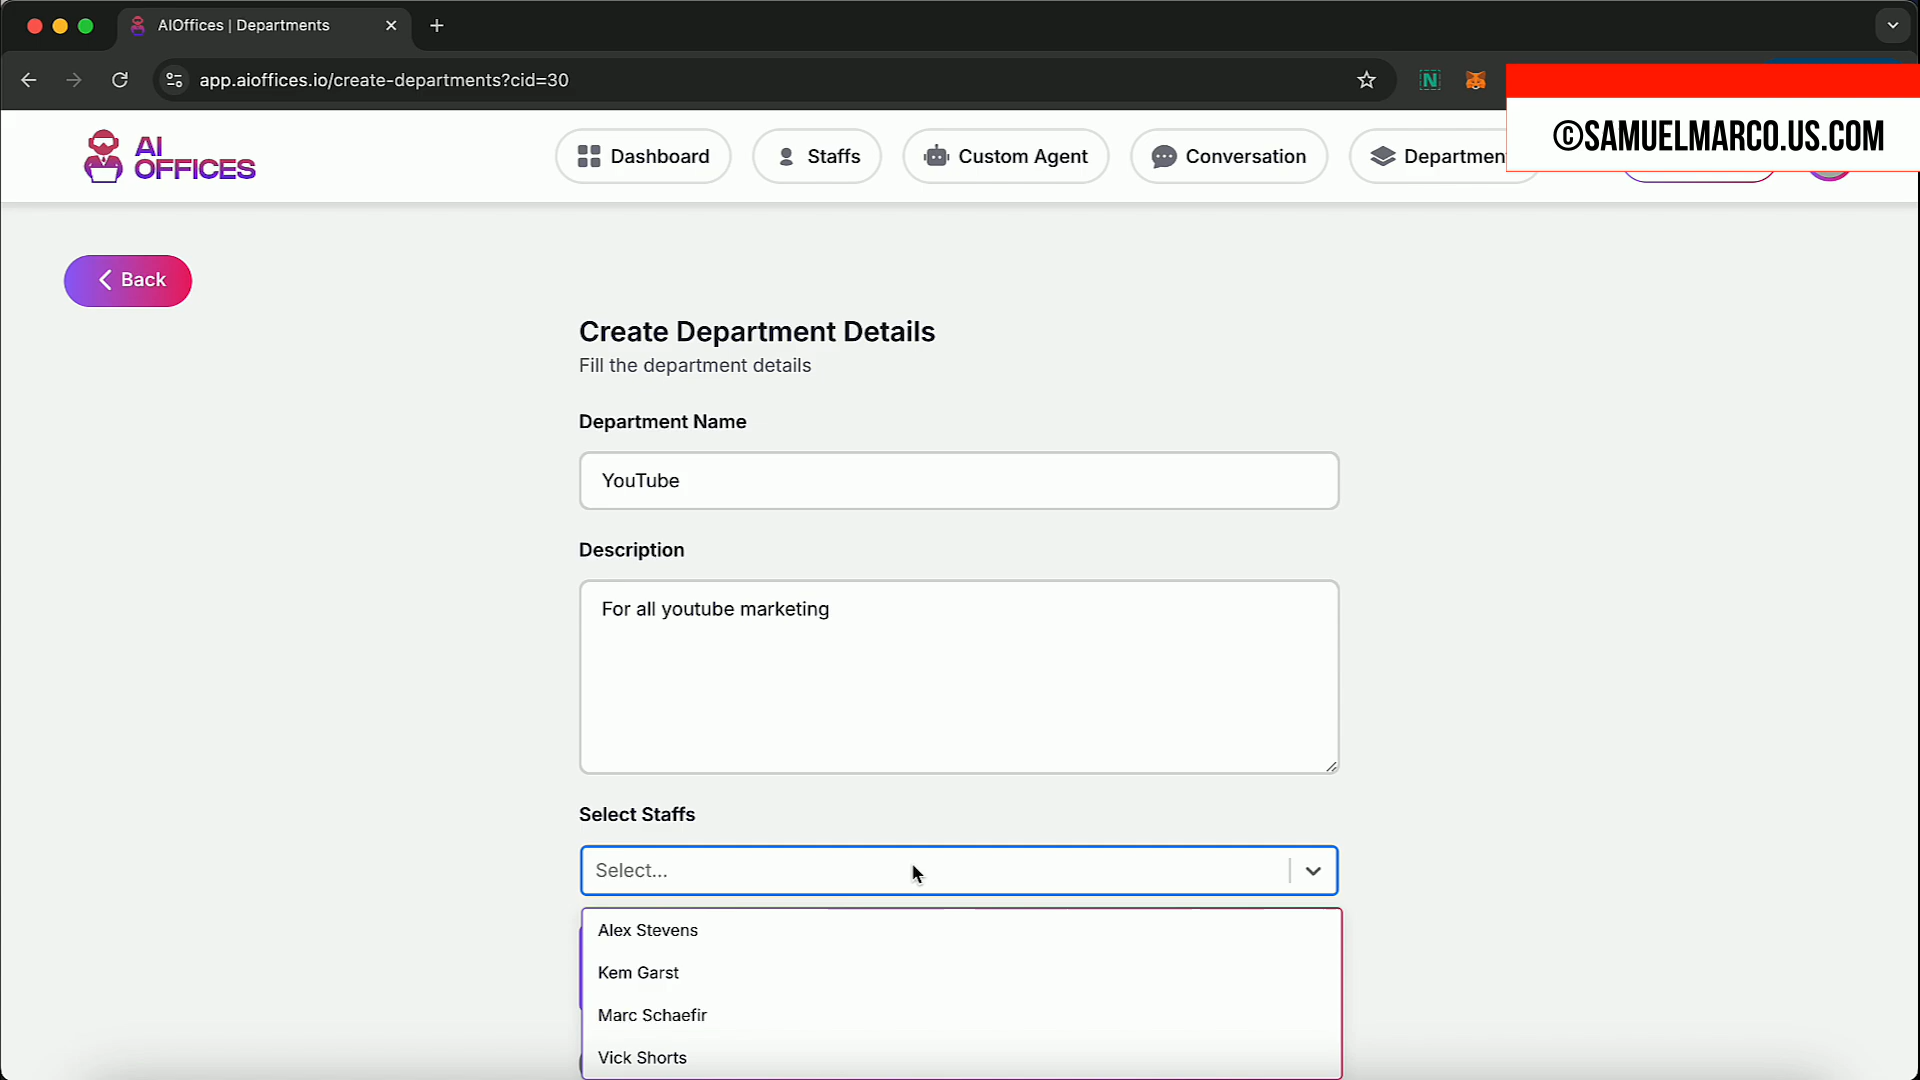 AIOffices | Departments
app.aioffices.io/create-departments?cid=30
N
©SAMUELMARCO.US.COM
AI
OFFICES
Dashboard
Staffs
Custom Agent
Conversation
Departmen
Back
Create Department Details
Fill the department details
Department Name
YouTube
Description
For all youtube marketing
Select Staffs
Select...
Alex Stevens
Kem Garst
Marc Schaefir
Vick Shorts